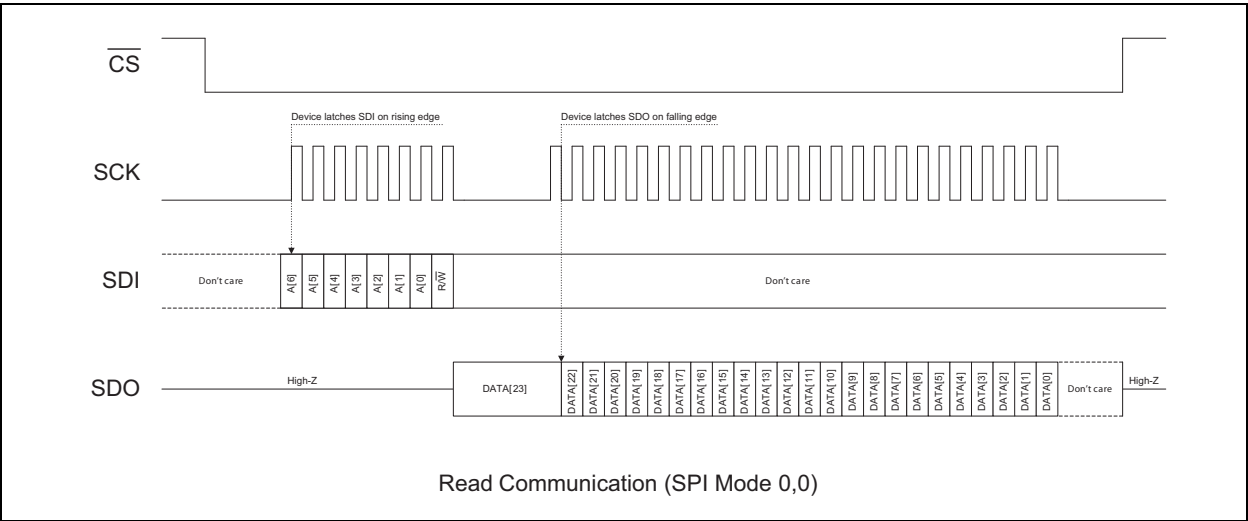 CS
Device latches SDI on rising edge
Device latches SDO on falling edge
SCK
SDI
Don't care
A[6]
A[5]
A[4]
A[3]
A[2]
A[1]
A[0]
R/W
Don't care
SDO
High-Z
DATA[23]
DATA[22]
DATA[21]
DATA[20]
DATA[19]
DATA[18]
DATA[17]
DATA[16]
DATA[15]
DATA[14]
DATA[13]
DATA[12]
DATA[11]
DATA[10]
DATA[9]
DATA[8]
DATA[7]
DATA[6]
DATA[5]
DATA[4]
DATA[3]
DATA[2]
DATA[1]
DATA[0]
Don't care
High-Z
Read Communication (SPI Mode 0,0)